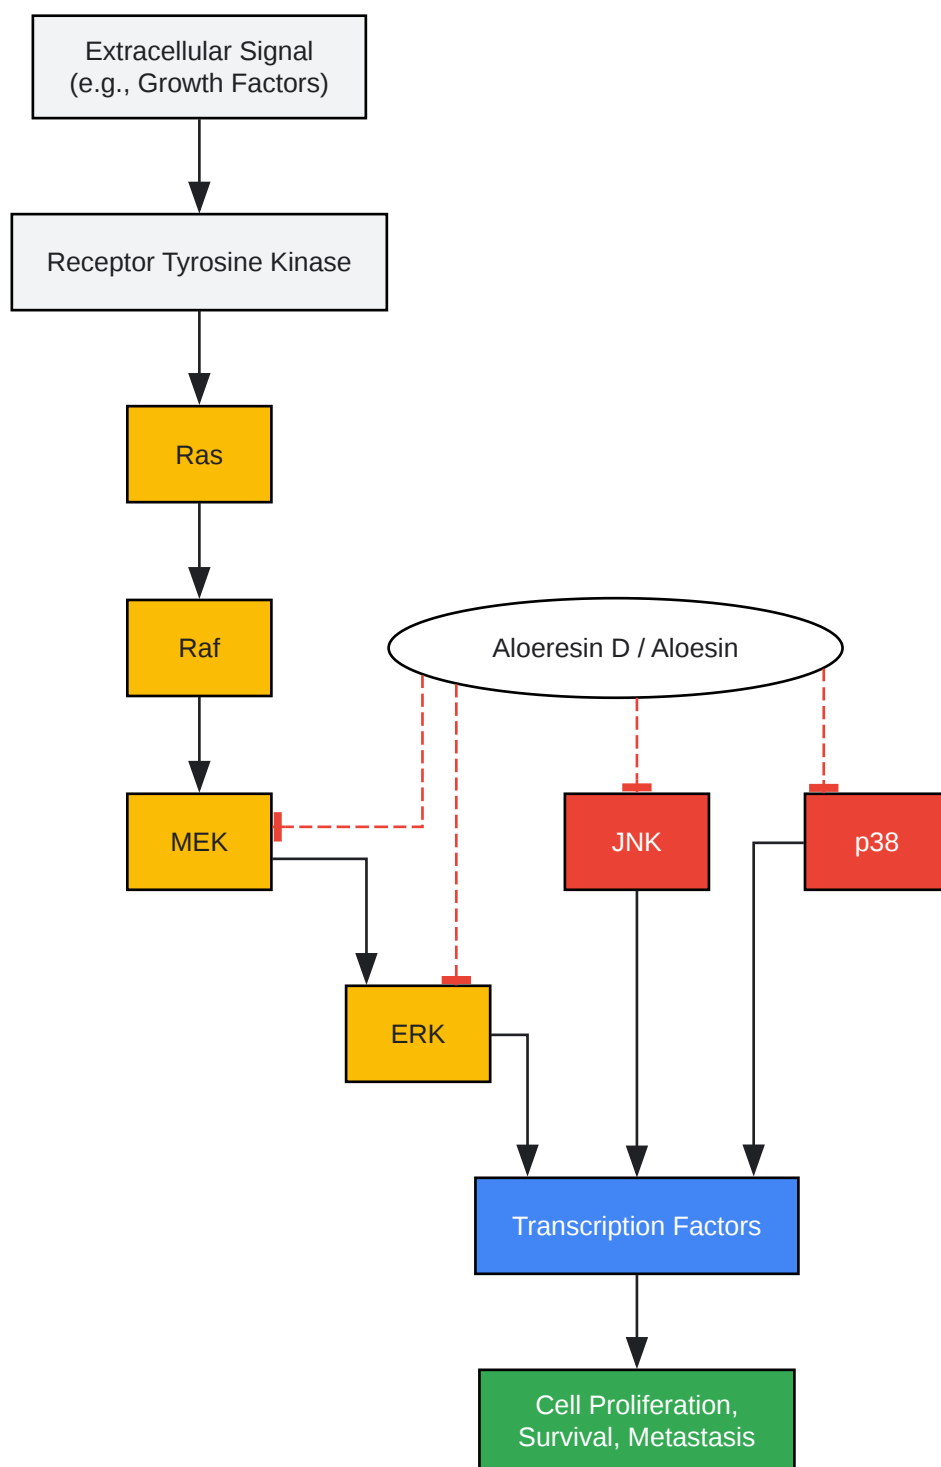 Extracellular Signal
(e.g., Growth Factors)
Receptor Tyrosine Kinase
Ras
Raf
Aloeresin D / Aloesin
MEK
JNK
p38
ERK
Transcription Factors
Cell Proliferation,
Survival, Metastasis